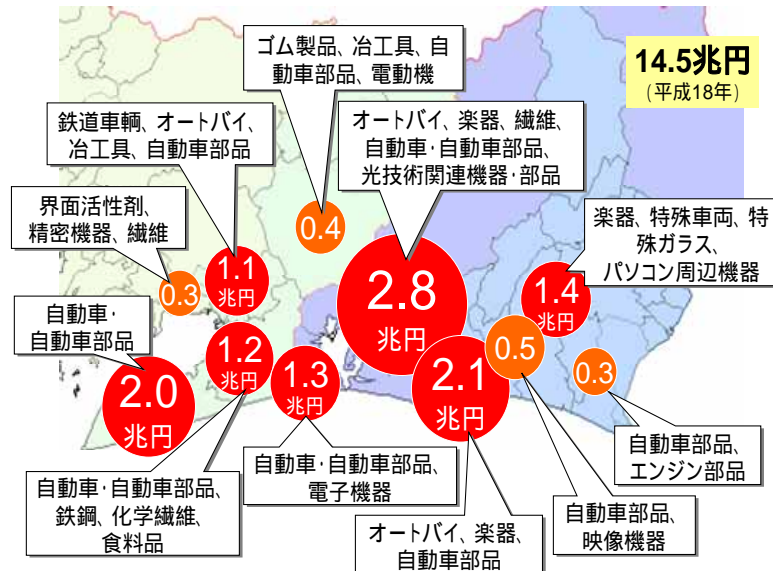 ゴム製品、冶工具、自
動車部品、電動機
14.5兆円
(平成18年)
鉄道車輌、オートバイ、
冶工具、自動車部品
オートバイ、楽器、繊維、
自動車・自動車部品、
光技術関連機器・部品
界面活性剤、
精密機器、繊維
楽器、特殊車両、特
殊ガラス、
パソコン周辺機器
0.4
1.1
兆円
0.3
2.8
兆円
1.4
兆円
自動車・
自動車部品
1.2
兆円
0.5
1.3
兆円
2.1
兆円
0.3
2.0
兆円
自動車部品、
エンジン部品
自動車・自動車部品、
電子機器
自動車・自動車部品、
鉄鋼、化学繊維、
食料品
自動車部品、
映像機器
オートバイ、楽器、
自動車部品